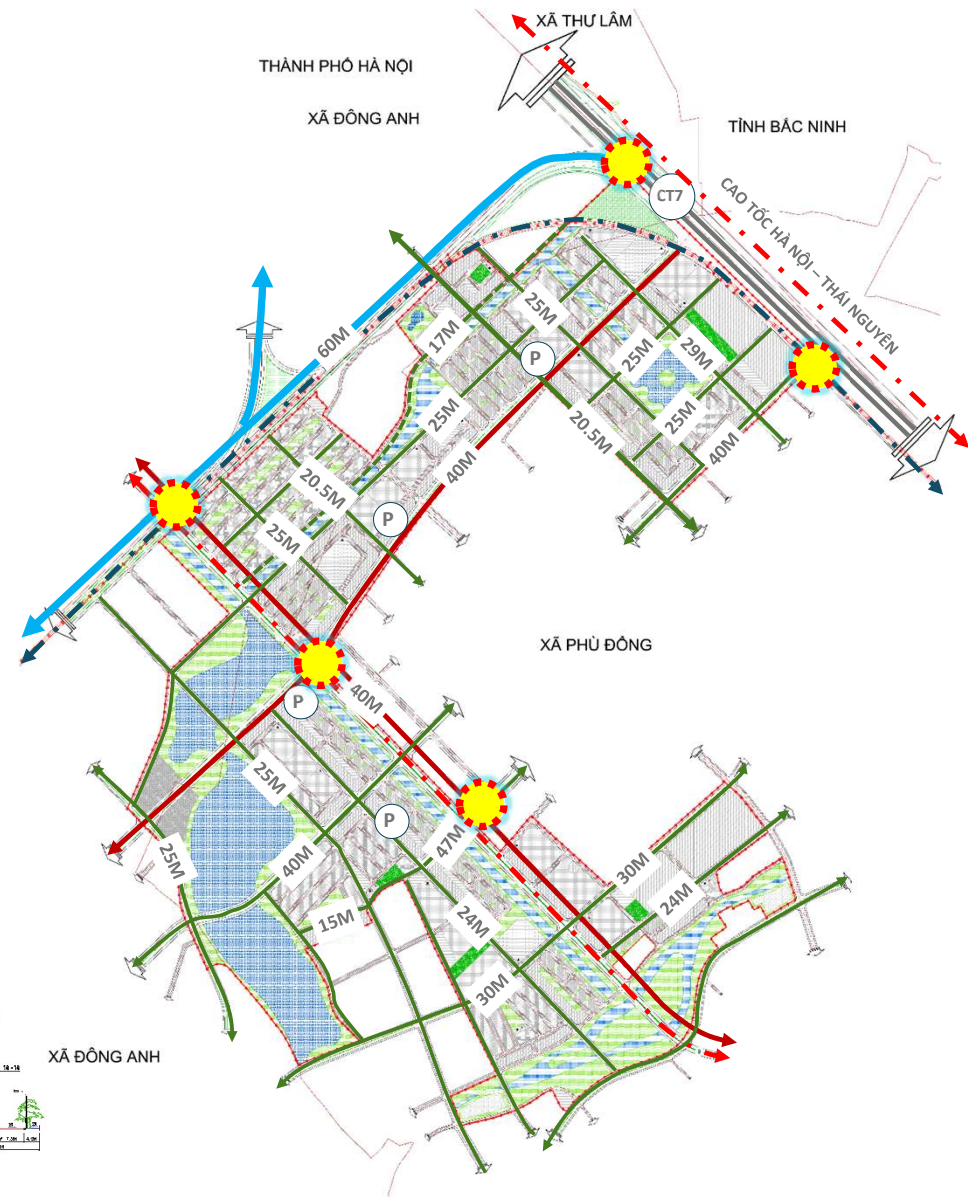 XÃ THƯ LÂM
THÀNH PHỐ HÀ NỘI
XÃ ĐÔNG ANH
TỈNH BẮC NINH
CT7
CAO TỐC HÀ NỘI – THÁI NGUYÊN
60M
25M
17M
25M
29M
P
25M
25M
20.5M
40M
40M
20.5M
P
25M
XÃ PHÙ ĐỔNG
P
40M
25M
P
47M
25M
40M
30M
24M
15M
24M
30M
XÃ ĐÔNG ANH